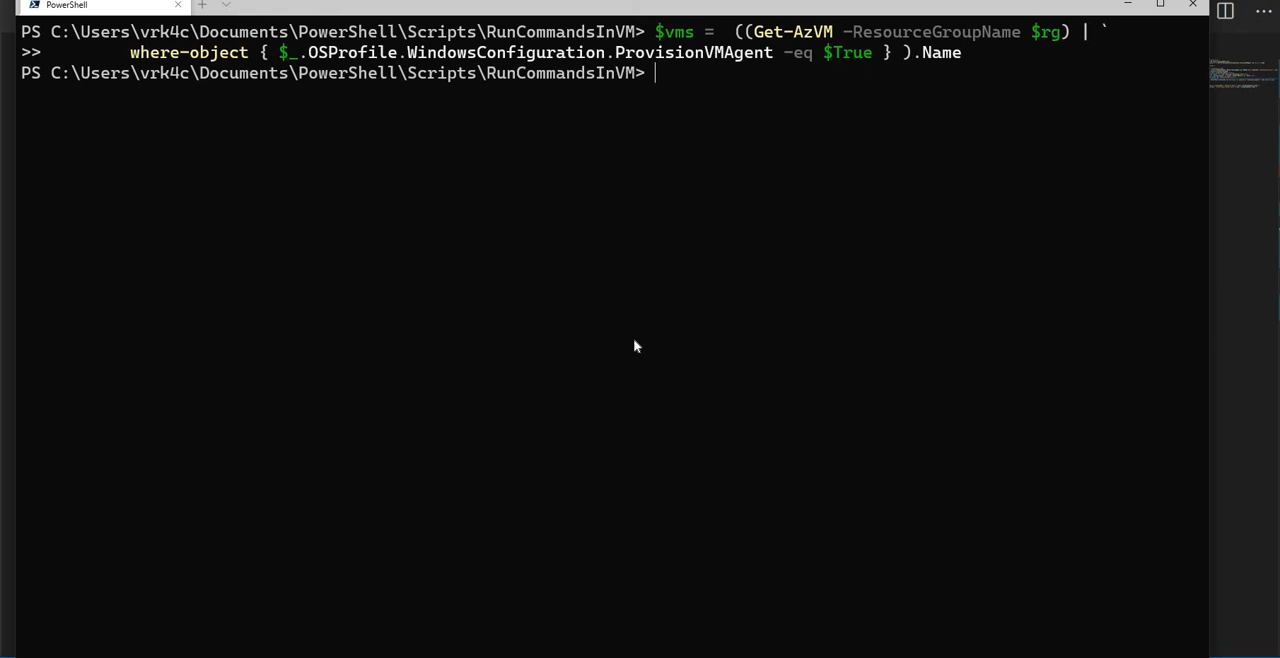 PowerShell
PS C:\Users\vrk4c\Documents\PowerShell\Scripts\RunCommandsInVM> $vms =  ((Get-AzVM -ResourceGroupName $rg) | `
>>         where-object { $_.OSProfile.WindowsConfiguration.ProvisionVMAgent -eq $True } ).Name
PS C:\Users\vrk4c\Documents\PowerShell\Scripts\RunCommandsInVM>